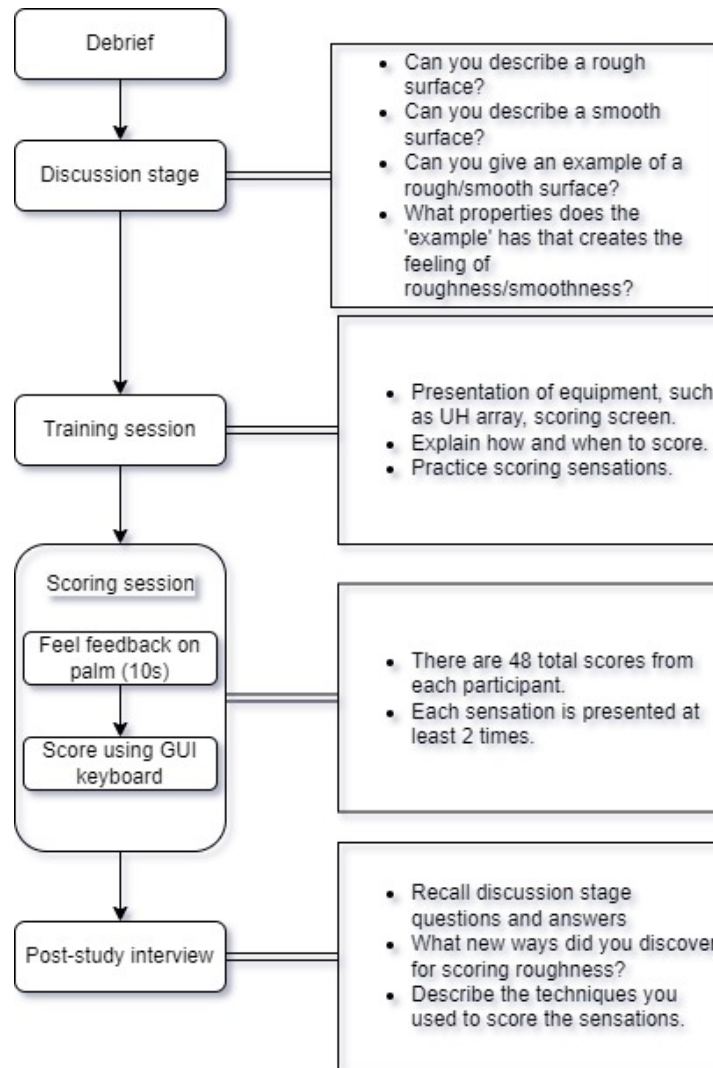 Debrief
Discussion stage
• Can you describe a rough
surface?
• Can you describe a smooth
surface?
• Can you give an example of a
rough/smooth surface?
• What properties does the
'example' has that creates the
feeling of
roughness/smoothness?
Training session
• Presentation of equipment, such
as UH array, scoring screen.
• Explain how and when to score.
• Practice scoring sensations.
Scoring session
Feel feedback on
palm (10s)
Score using GUI
keyboard
• There are 48 total scores from
each participant.
• Each sensation is presented at
least 2 times.
Post-study interview
• Recall discussion stage
questions and answers
• What new ways did you discover
for scoring roughness?
• Describe the techniques you
used to score the sensations.